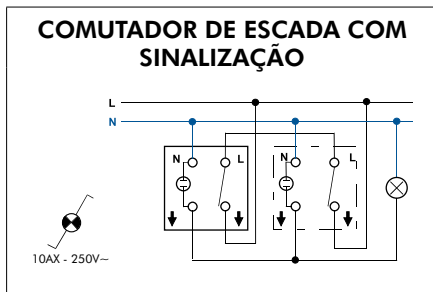 COMUTADOR DE ESCADA COM
SINALIZAÇÃO
L
N
N L
N L
10AX - 250V~